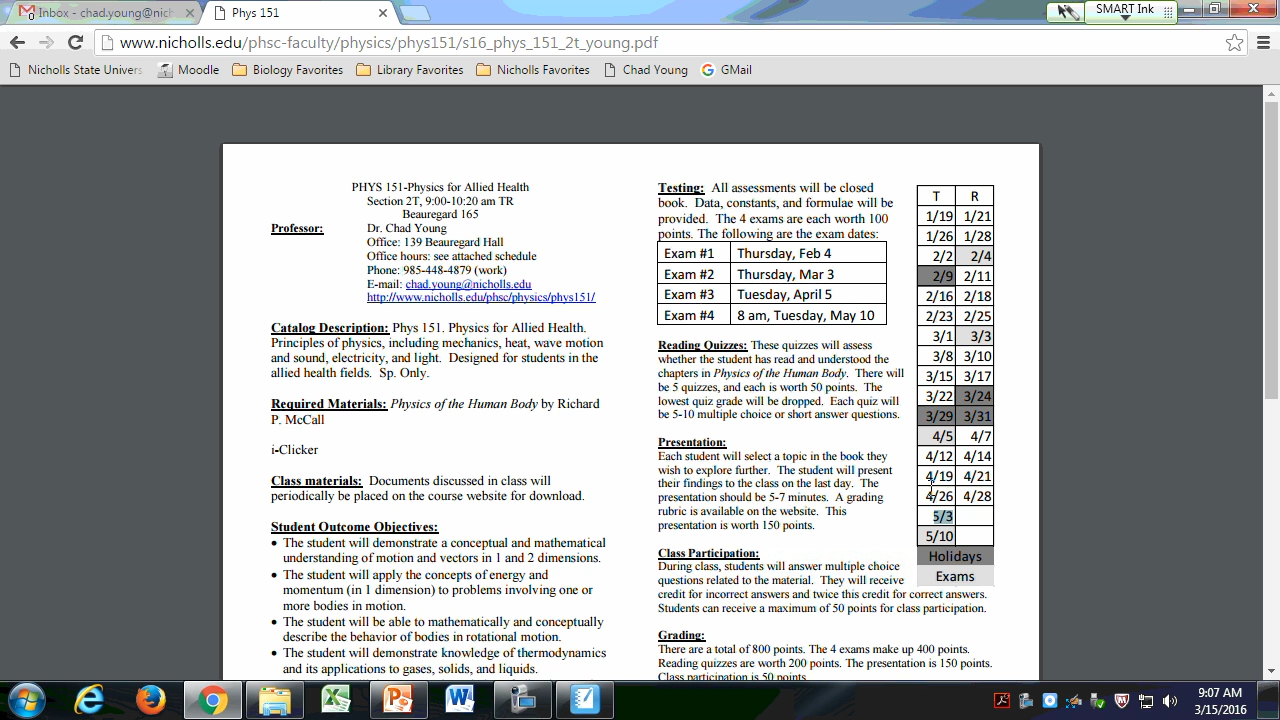 Inbox - chad.young@nich
Phys 151
SMART Ink
www.nicholls.edu/phsc-faculty/physics/phys151/s16_phys_151_2t_young.pdf
Nicholls State Univers
Moodle
Biology Favorites
Library Favorites
Nicholls Favorites
Chad Young
GMail
PHYS 151-Physics for Allied Health
Section 2T, 9:00-10:20 am TR
Beauregard 165
Professor: Dr. Chad Young
Office: 139 Beauregard Hall
Office hours: see attached schedule
Phone: 985-448-4879 (work)
E-mail: chad.young@nicholls.edu
http://www.nicholls.edu/phsc/physics/phys151/
Catalog Description: Phys 151. Physics for Allied Health.
Principles of physics, including mechanics, heat, wave motion
and sound, electricity, and light. Designed for students in the
allied health fields. Sp. Only.
Required Materials: Physics of the Human Body by Richard
P. McCall
i-Clicker
Class materials: Documents discussed in class will
periodically be placed on the course website for download.
Student Outcome Objectives:
• The student will demonstrate a conceptual and mathematical
understanding of motion and vectors in 1 and 2 dimensions.
• The student will apply the concepts of energy and
momentum (in 1 dimension) to problems involving one or
more bodies in motion.
• The student will be able to mathematically and conceptually
describe the behavior of bodies in rotational motion.
• The student will demonstrate knowledge of thermodynamics
and its applications to gases, solids, and liquids.
Testing: All assessments will be closed
book. Data, constants, and formulae will be
provided. The 4 exams are each worth 100
points. The following are the exam dates:
Exam #1 Thursday, Feb 4
Exam #2 Thursday, Mar 3
Exam #3 Tuesday, April 5
Exam #4 8 am, Tuesday, May 10
Reading Quizzes: These quizzes will assess
whether the student has read and understood the
chapters in Physics of the Human Body. There will
be 5 quizzes, and each is worth 50 points. The
lowest quiz grade will be dropped. Each quiz will
be 5-10 multiple choice or short answer questions.
Presentation:
Each student will select a topic in the book they
wish to explore further. The student will present
their findings to the class on the last day. The
presentation should be 5-7 minutes. A grading
rubric is available on the website. This
presentation is worth 150 points.
Class Participation:
During class, students will answer multiple choice
questions related to the material. They will receive
credit for incorrect answers and twice this credit for correct answers.
Students can receive a maximum of 50 points for class participation.
Grading:
There are a total of 800 points. The 4 exams make up 400 points.
Reading quizzes are worth 200 points. The presentation is 150 points.
Class participation is 50 points
T R
1/19 1/21
1/26 1/28
2/2 2/4
2/9 2/11
2/16 2/18
2/23 2/25
3/1 3/3
3/8 3/10
3/15 3/17
3/22 3/24
3/29 3/31
4/5 4/7
4/12 4/14
4/19 4/21
4/26 4/28
5/3
5/10
Holidays
Exams
9:07 AM
3/15/2016